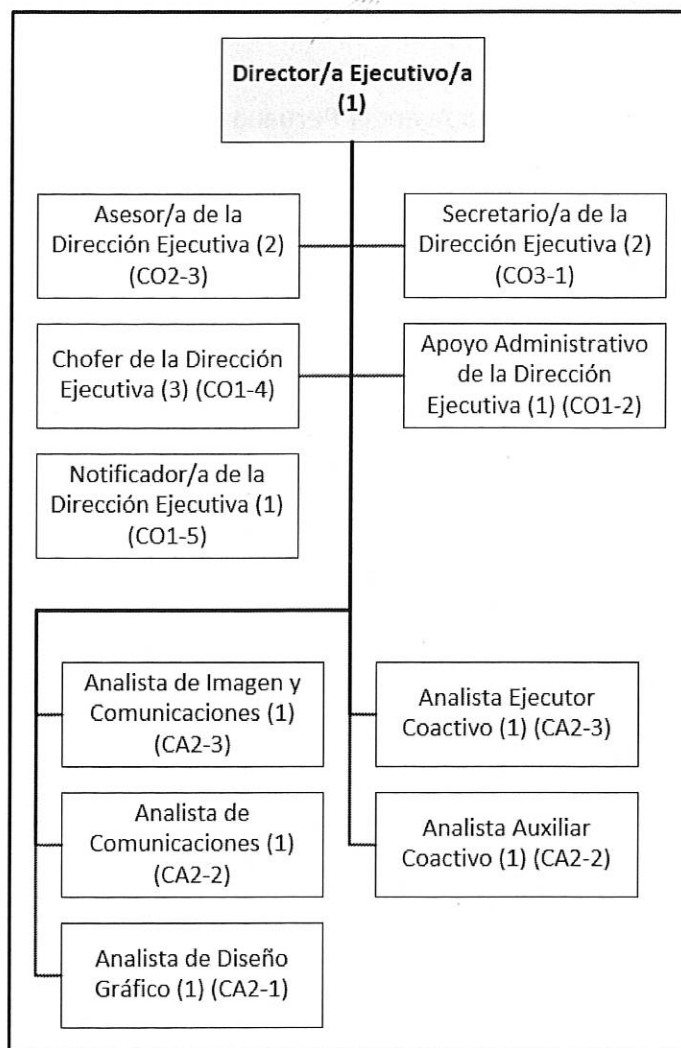 Director/a Ejecutivo/a
(1)
Asesor/a de la
Dirección Ejecutiva (2)
(CO2-3)
Secretario/a de la
Dirección Ejecutiva (2)
(CO3-1)
Chofer de la Dirección
Ejecutiva (3) (CO1-4)
Apoyo Administrativo
de la Dirección
Ejecutiva (1) (CO1-2)
Notificador/a de la
Dirección Ejecutiva (1)
(CO1-5)
Analista de Imagen y
Comunicaciones (1)
(CA2-3)
Analista Ejecutor
Coactivo (1) (CA2-3)
Analista de
Comunicaciones (1)
(CA2-2)
Analista Auxiliar
Coactivo (1) (CA2-2)
Analista de Diseño
Gráfico (1) (CA2-1)